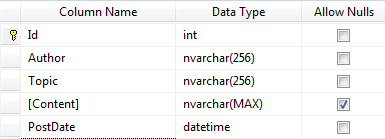 Column Name Data Type Allow Nulls
Id int
Author nvarchar(256)
Topic nvarchar(256)
[Content] nvarchar(MAX)
PostDate datetime